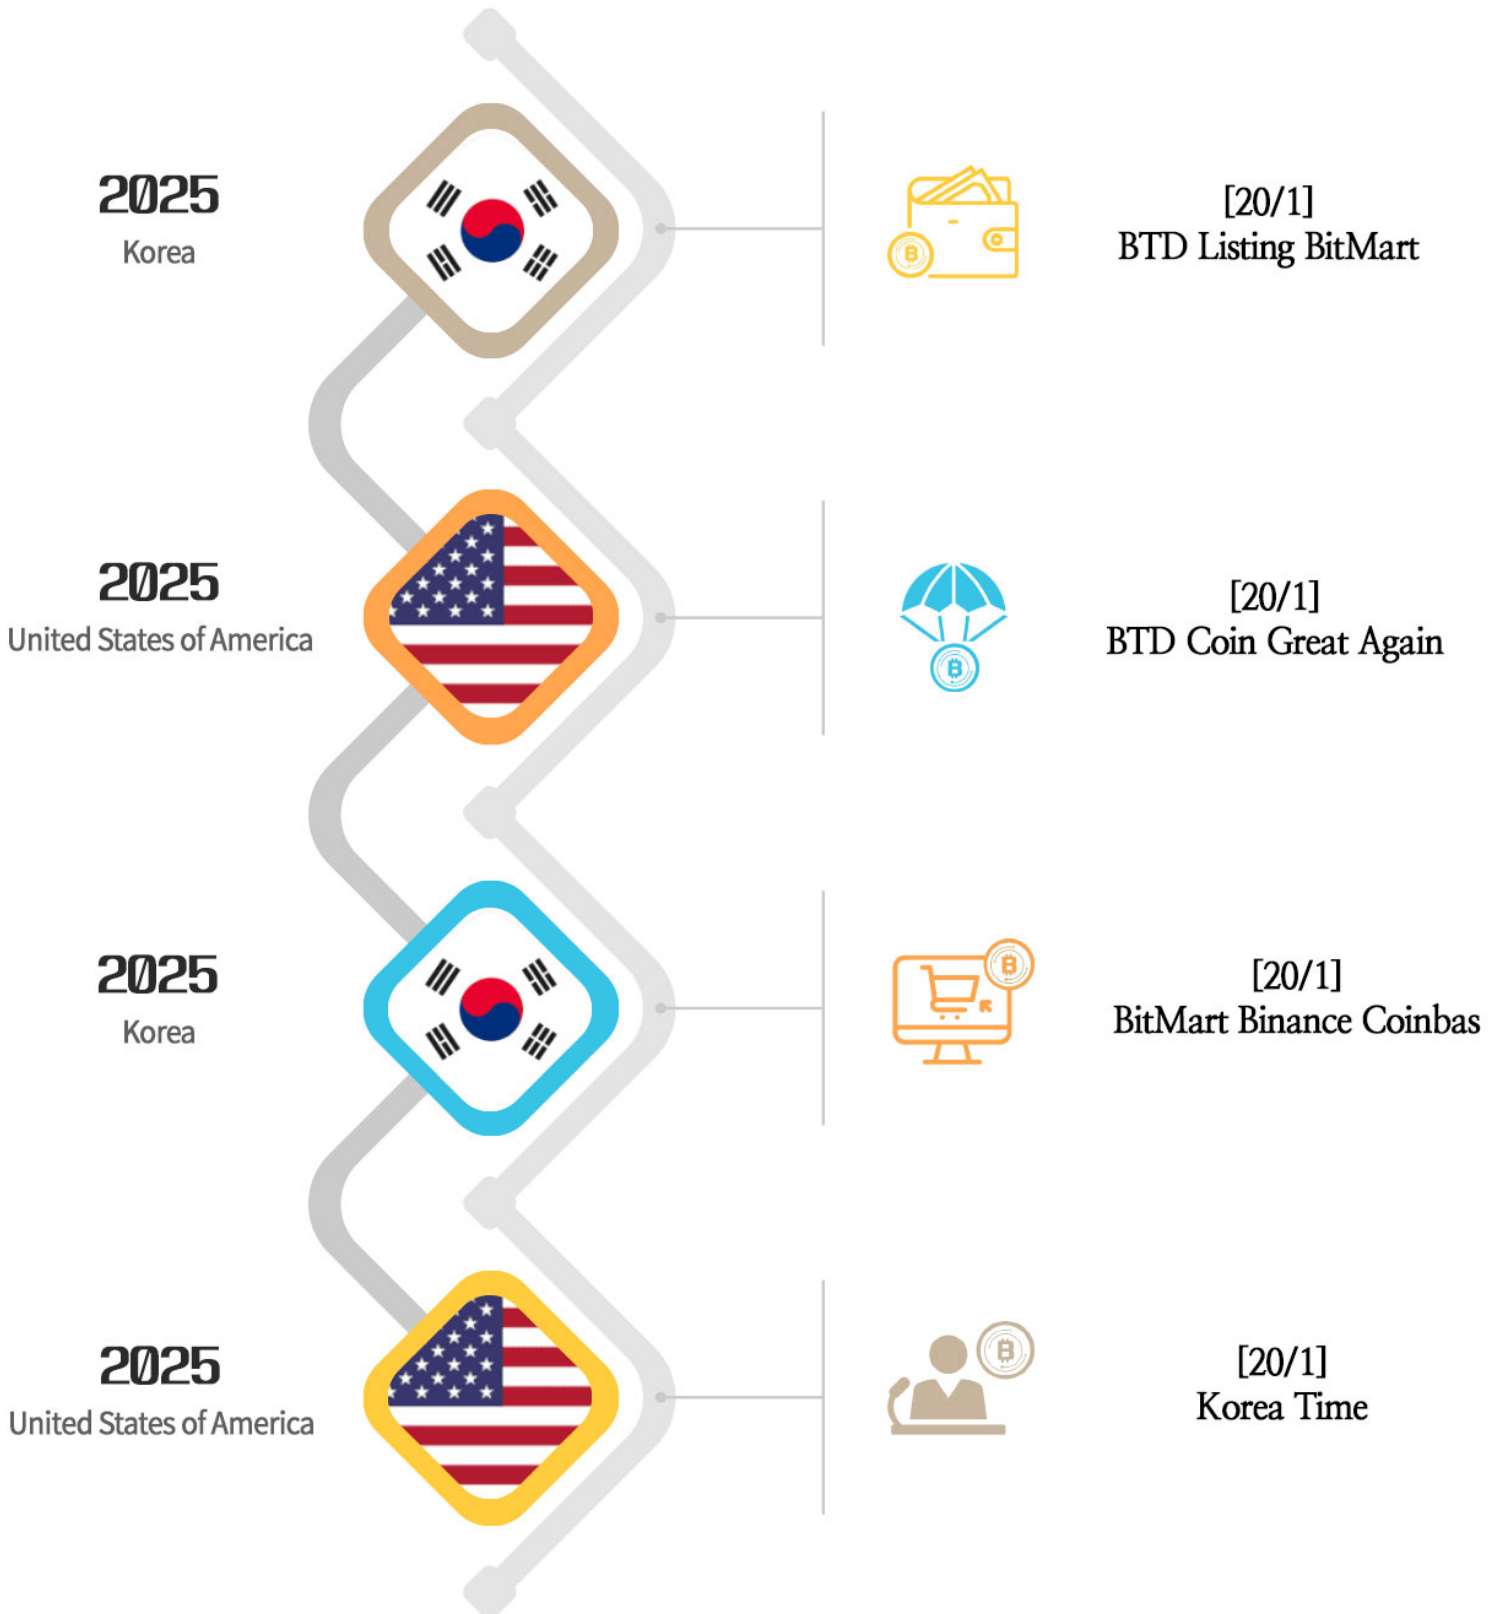 2025
Korea
[20/1]
BTD Listing BitMart
2025
United States of America
[20/1]
BTD Coin Great Again
2025
Korea
[20/1]
BitMart Binance Coinbas
2025
United States of America
[20/1]
Korea Time